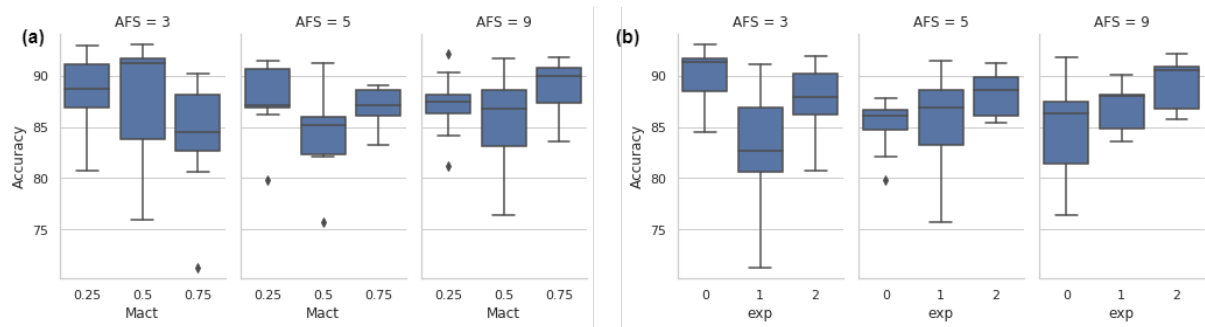 AFS = 3 AFS = 5 AFS = 9
(a)
Accuracy
90
85
80
75
0.25 0.5 0.75 0.25 0.5 0.75 0.25 0.5 0.75
Mact Mact Mact
AFS = 3 AFS = 5 AFS = 9
(b)
Accuracy
90
85
80
75
0 1 2 0 1 2 0 1 2
exp exp exp